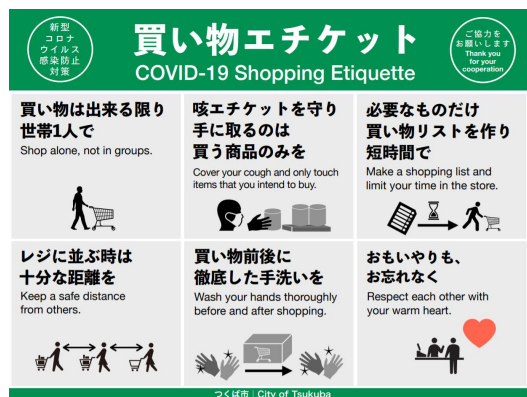 新型
コロナ
ウイルス
感染防止
対策
買い物エチケット
COVID-19 Shopping Etiquette
ご協力を
お願いします
Thank you
for your
cooperation
買い物は出来る限り
世帯1人で
Shop alone, not in groups.
咳エチケットを守り
手に取るのは
買う商品のみを
Cover your cough and only touch
items that you intend to buy.
必要なものだけ
買い物リストを作り
短時間で
Make a shopping list and
limit your time in the store.
レジに並ぶ時は
十分な距離を
Keep a safe distance
from others.
買い物前後に
徹底した手洗いを
Wash your hands thoroughly
before and after shopping.
おもいやりも、
お忘れなく
Respect each other with
your warm heart.
つくば市 | City of Tsukuba